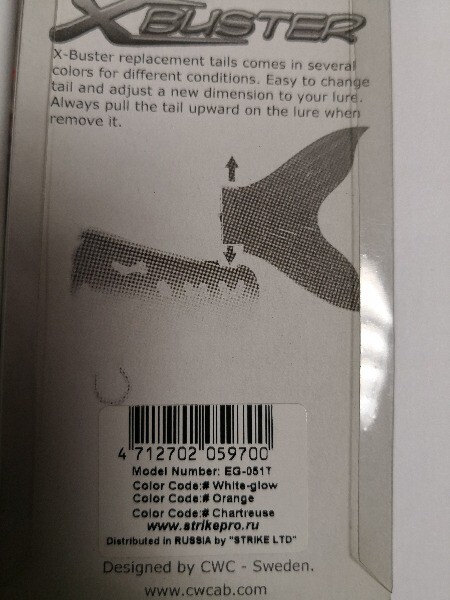 X BUSTER
X-Buster replacement tails comes in several
colors for different conditions. Easy to change
tail and adjust a new dimension to your lure.
Always pull the tail upward on the lure when
remove it.
4 712702 059700
Model Number: EG-051T
Color Code:# White-glow
Color Code:# Orange
Color Code:# Chartreuse
www.strikepro.ru
Distributed in RUSSIA by "STRIKE LTD"
Designed by CWC - Sweden.
www.cwcab.com